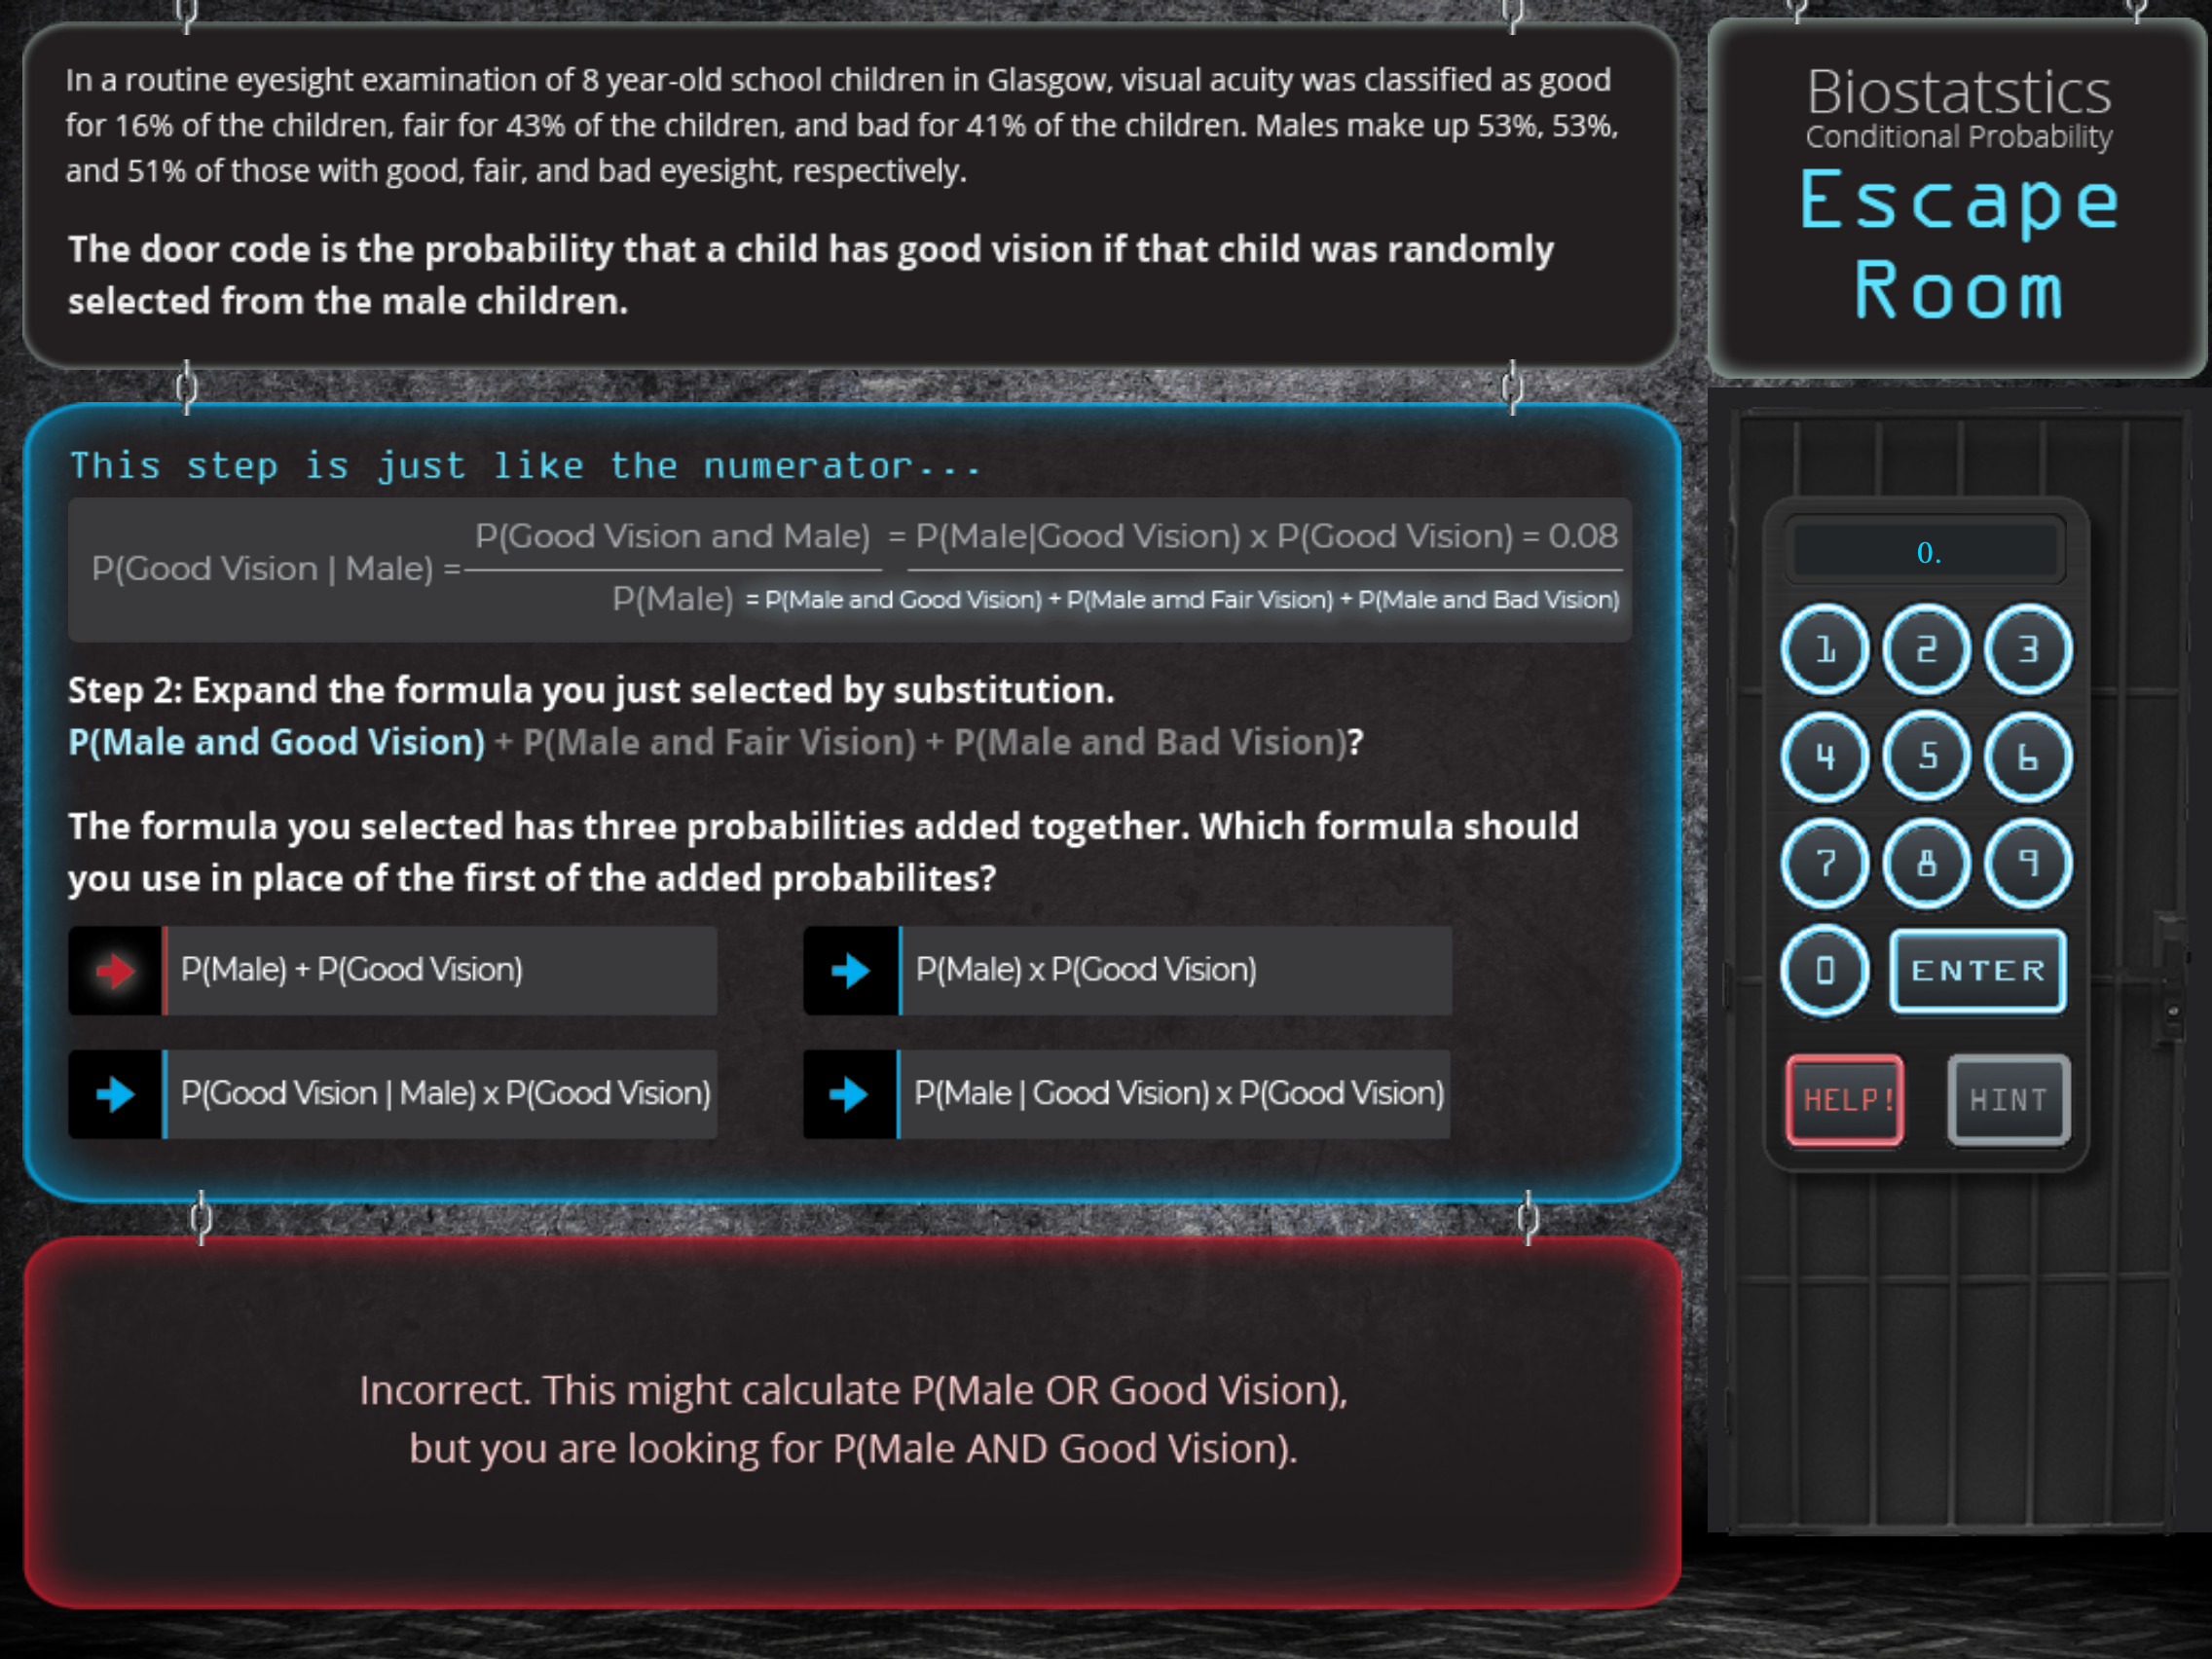 In a routine eyesight examination of 8 year-old school children in Glasgow, visual acuity was classified as good
for 16% of the children, fair for 43% of the children, and bad for 41% of the children. Males make up 53%, 53%,
and 51% of those with good, fair, and bad eyesight, respectively.
The door code is the probability that a child has good vision if that child was randomly
selected from the male children.
Biostatstics
Conditional Probability
Escape
Room
This step is just like the numerator...
P(Good Vision | Male) =
P(Good Vision and Male) = P(Male|Good Vision) x P(Good Vision) = 0.08
P(Male) = P(Male and Good Vision) + P(Male amd Fair Vision) + P(Male and Bad Vision)
Step 2: Expand the formula you just selected by substitution.
P(Male and Good Vision) + P(Male and Fair Vision) + P(Male and Bad Vision)?
The formula you selected has three probabilities added together. Which formula should
you use in place of the first of the added probabilites?
P(Male) + P(Good Vision)
P(Male) x P(Good Vision)
P(Good Vision | Male) x P(Good Vision)
P(Male | Good Vision) x P(Good Vision)
Incorrect. This might calculate P(Male OR Good Vision),
but you are looking for P(Male AND Good Vision).
0.
1 2 3
4 5 6
7 8 9
0 ENTER
HELP! HINT